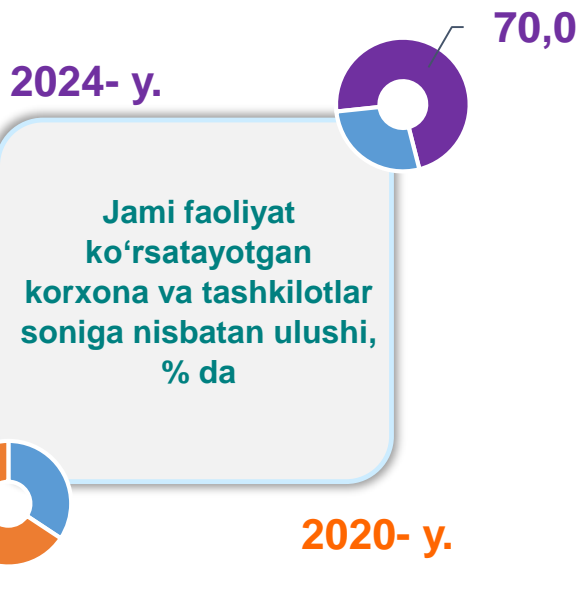 70,0
2024- y.
Jami faoliyat
ko‘rsatayotgan
korxona va tashkilotlar
soniga nisbatan ulushi,
% da
2020- y.